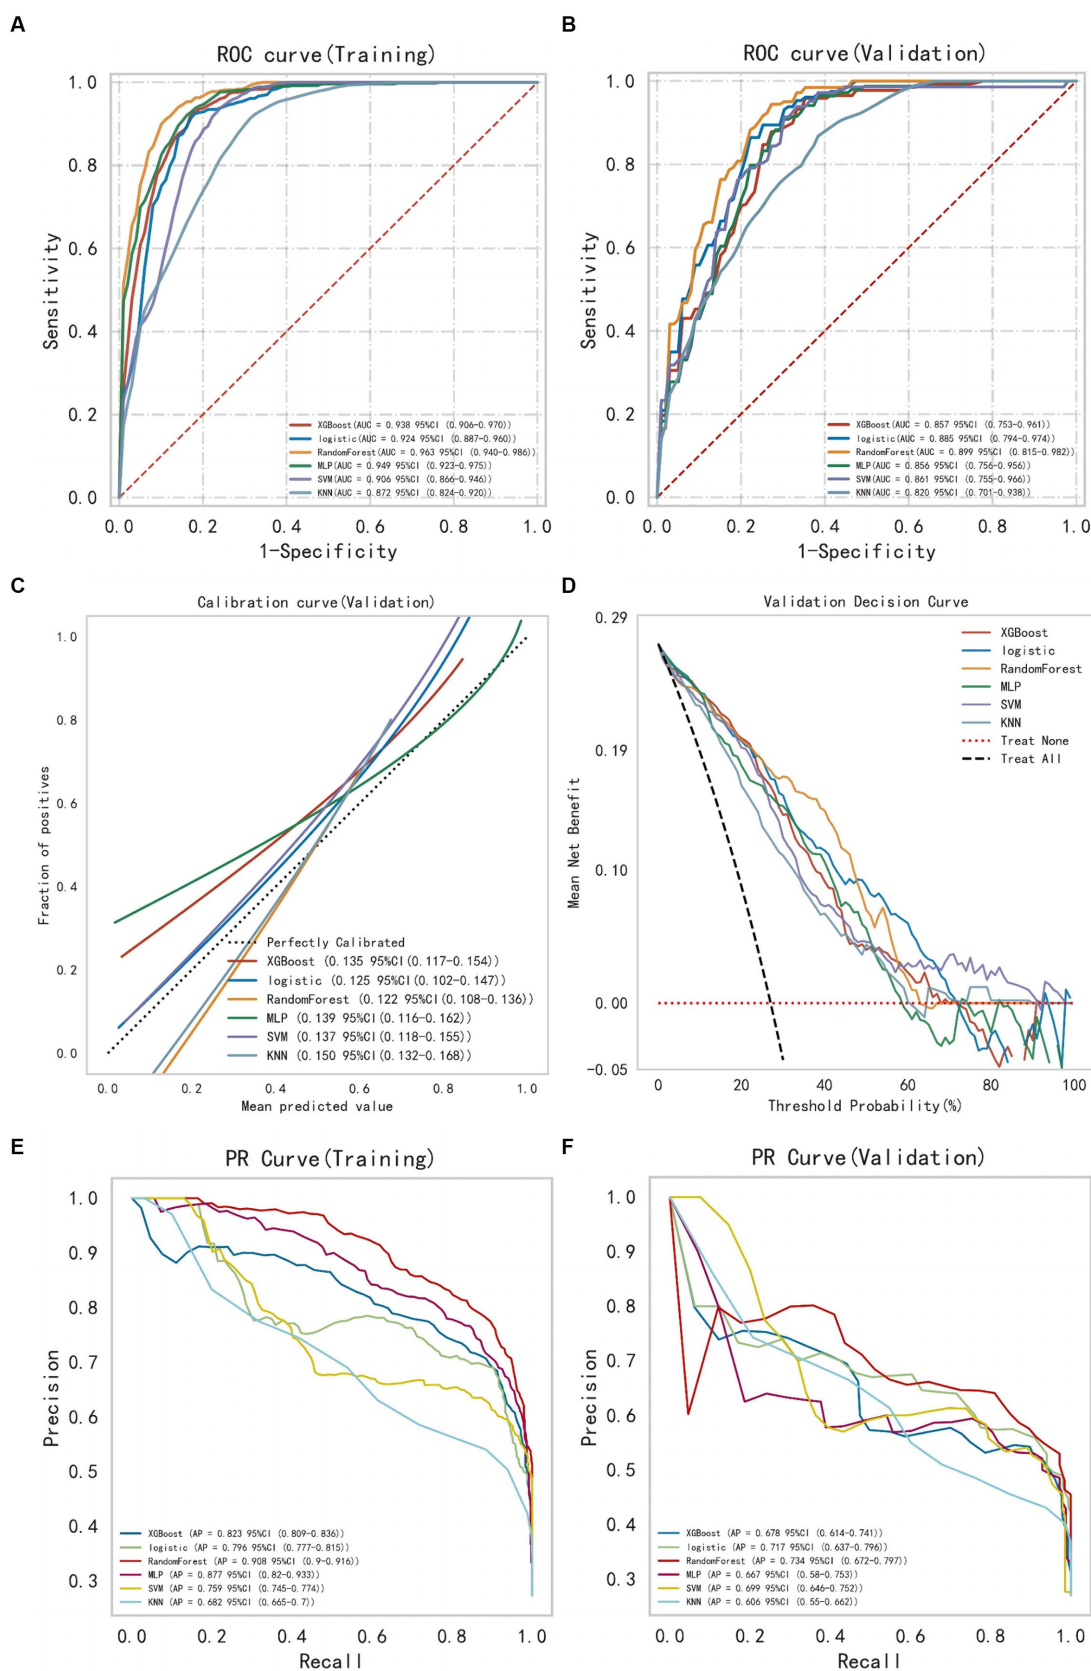 A
ROC curve(Training)
1.0
0.8
0.6
0.4
0.2
0.0
Sensitivity
XGBoost(AUC = 0.938 95%CI (0.906-0.970))
logistic(AUC = 0.924 95%CI (0.887-0.960))
RandomForest(AUC = 0.963 95%CI (0.940-0.986))
MLP(AUC = 0.949 95%CI (0.923-0.975))
SVM(AUC = 0.906 95%CI (0.866-0.946))
KNN(AUC = 0.872 95%CI (0.824-0.920))
0.0 0.2 0.4 0.6 0.8 1.0
1-Specificity
B
ROC curve(Validation)
1.0
0.8
0.6
0.4
0.2
0.0
Sensitivity
XGBoost(AUC = 0.857 95%CI (0.753-0.961))
logistic(AUC = 0.885 95%CI (0.794-0.974))
RandomForest(AUC = 0.899 95%CI (0.815-0.982))
MLP(AUC = 0.856 95%CI (0.756-0.956))
SVM(AUC = 0.861 95%CI (0.755-0.966))
KNN(AUC = 0.820 95%CI (0.701-0.938))
0.0 0.2 0.4 0.6 0.8 1.0
1-Specificity
C
Calibration curve(Validation)
1.0
0.8
0.6
0.4
0.2
0.0
Fraction of positives
Perfectly Calibrated
XGBoost (0.135 95%CI(0.117-0.154))
logistic (0.125 95%CI(0.102-0.147))
RandomForest (0.122 95%CI(0.108-0.136))
MLP (0.139 95%CI(0.116-0.162))
SVM (0.137 95%CI(0.118-0.155))
KNN (0.150 95%CI(0.132-0.168))
0.0 0.2 0.4 0.6 0.8 1.0
Mean predicted value
D
Validation Decision Curve
0.29
0.19
0.10
0.00
-0.05
Mean Net Benefit
XGBoost
logistic
RandomForest
MLP
SVM
KNN
Treat None
Treat All
0 20 40 60 80 100
Threshold Probability(%)
E
PR Curve(Training)
1.0
0.9
0.8
0.7
0.6
0.5
0.4
0.3
Precision
XGBoost (AP = 0.823 95%CI (0.809-0.836))
logistic (AP = 0.796 95%CI (0.777-0.815))
RandomForest (AP = 0.908 95%CI (0.9-0.916))
MLP (AP = 0.877 95%CI (0.82-0.933))
SVM (AP = 0.759 95%CI (0.745-0.774))
KNN (AP = 0.682 95%CI (0.665-0.7))
0.0 0.2 0.4 0.6 0.8 1.0
Recall
F
PR Curve(Validation)
1.0
0.9
0.8
0.7
0.6
0.5
0.4
0.3
Precision
XGBoost (AP = 0.678 95%CI (0.614-0.741))
logistic (AP = 0.717 95%CI (0.637-0.796))
RandomForest (AP = 0.734 95%CI (0.672-0.797))
MLP (AP = 0.667 95%CI (0.58-0.753))
SVM (AP = 0.699 95%CI (0.646-0.752))
KNN (AP = 0.606 95%CI (0.55-0.662))
0.0 0.2 0.4 0.6 0.8 1.0
Recall